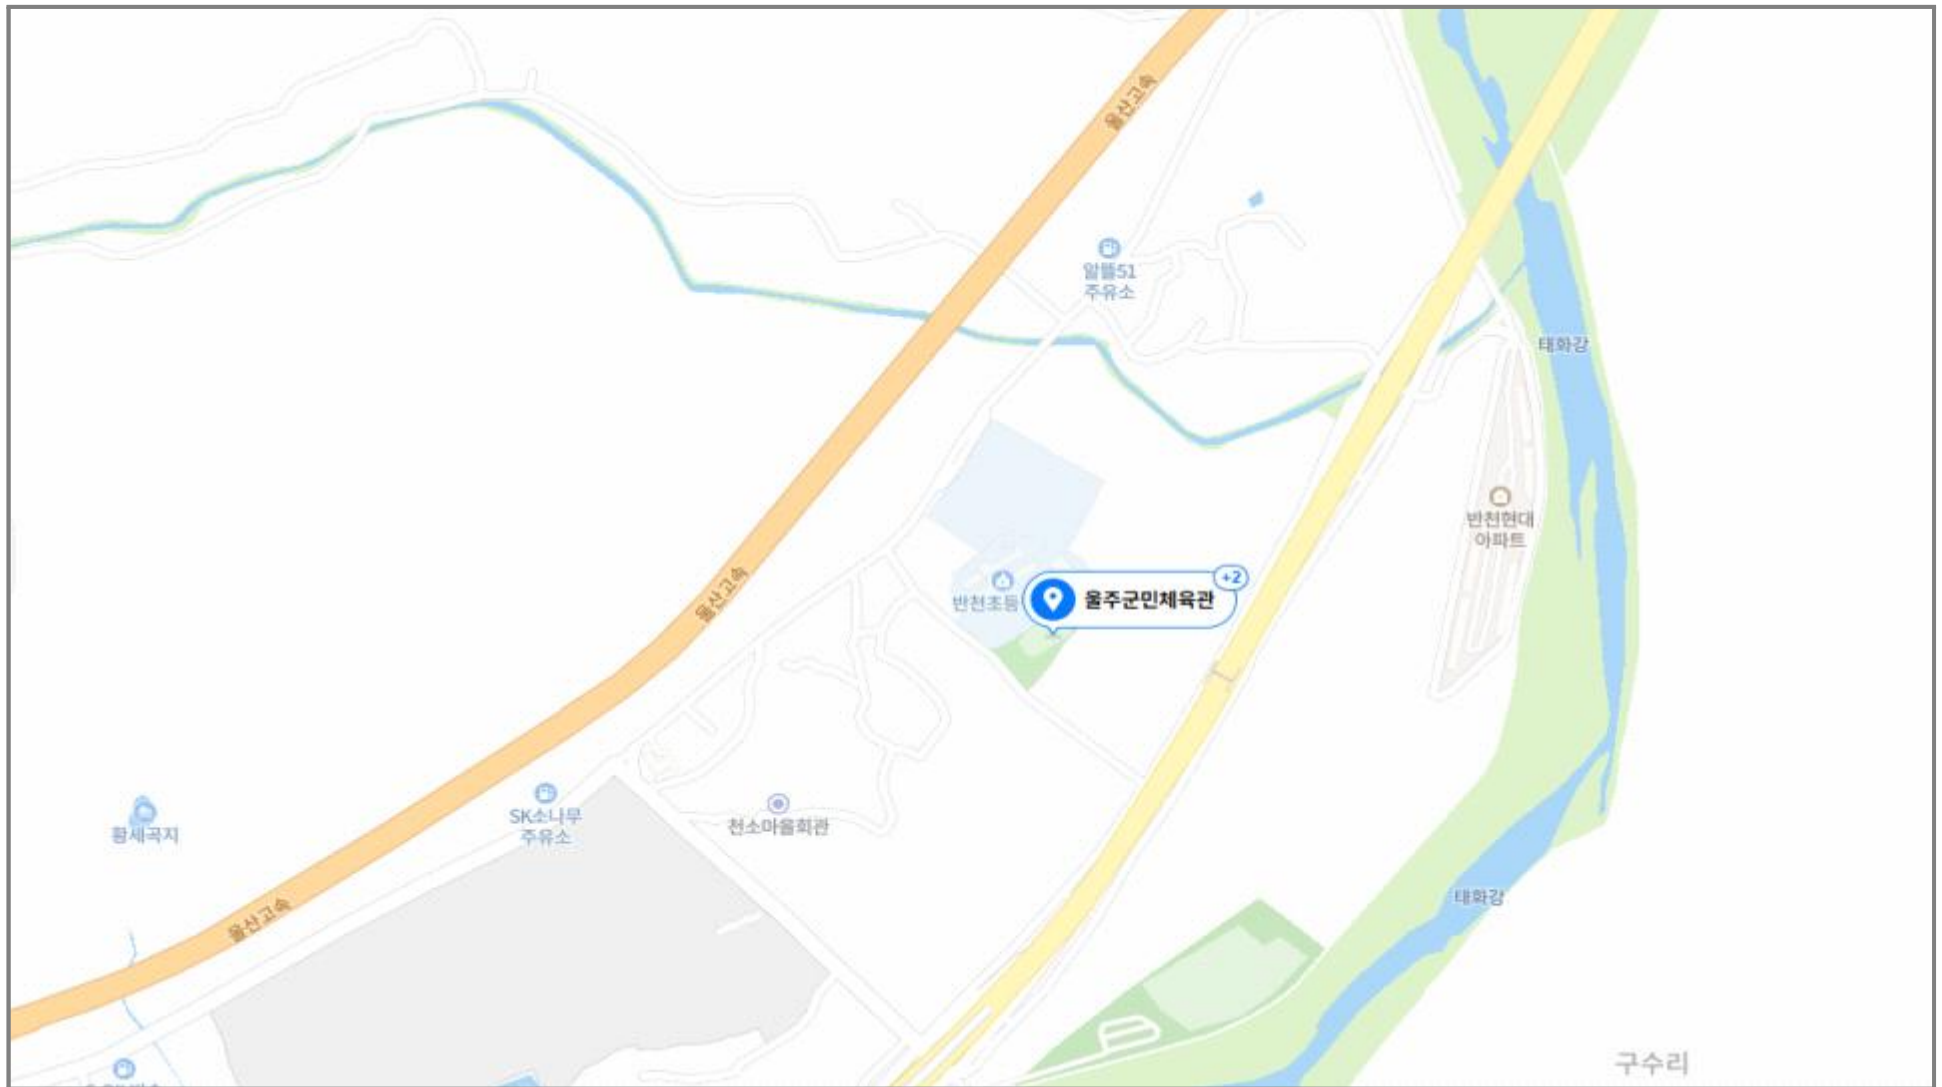 울산고속
알뜰51
주유소
태화강
반천현대
아파트
울산고속
반천초등
울주군민체육관
+2
황세곡지
SK소나무
주유소
천소마을회관
울산고속
태화강
구수리